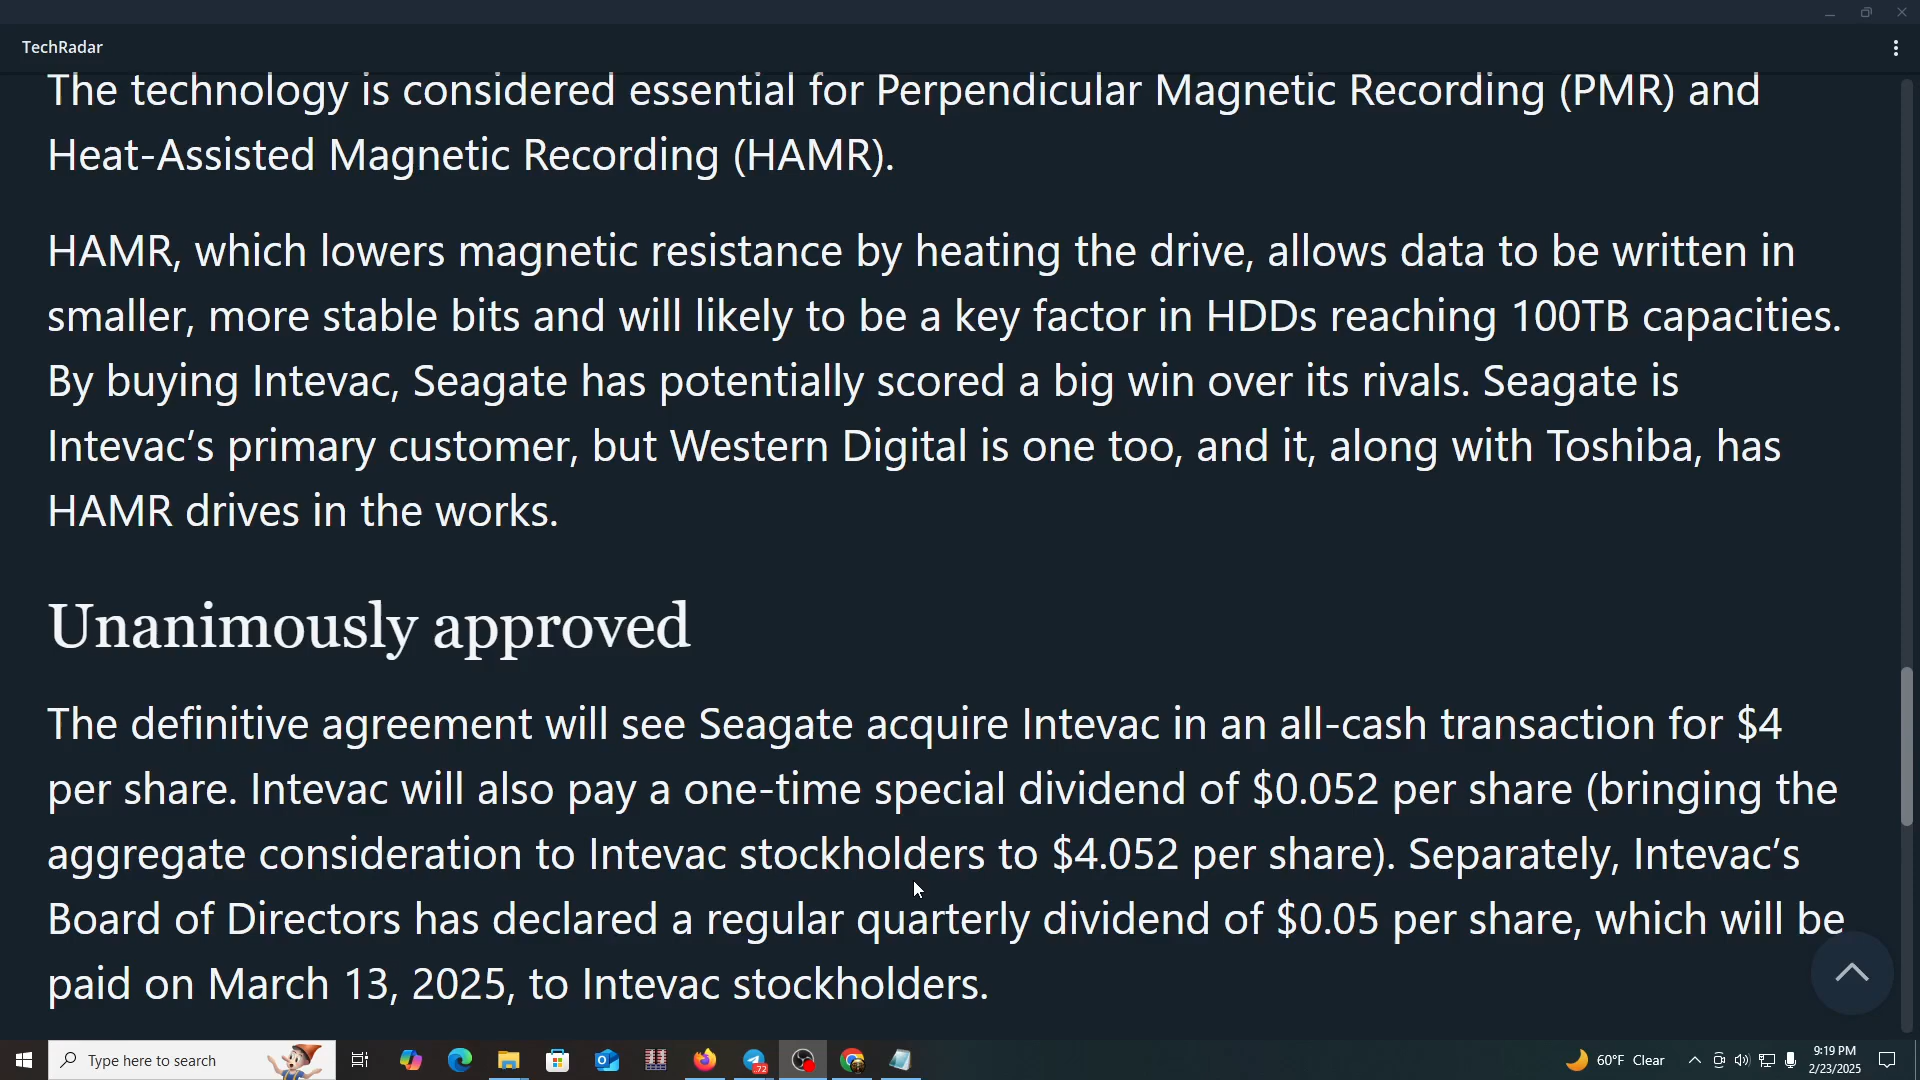 TechRadar
The technology is considered essential for Perpendicular Magnetic Recording (PMR) and
Heat-Assisted Magnetic Recording (HAMR).
HAMR, which lowers magnetic resistance by heating the drive, allows data to be written in
smaller, more stable bits and will likely to be a key factor in HDDs reaching 100TB capacities.
By buying Intevac, Seagate has potentially scored a big win over its rivals. Seagate is
Intevac’s primary customer, but Western Digital is one too, and it, along with Toshiba, has
HAMR drives in the works.
Unanimously approved
The definitive agreement will see Seagate acquire Intevac in an all-cash transaction for $4
per share. Intevac will also pay a one-time special dividend of $0.052 per share (bringing the
aggregate consideration to Intevac stockholders to $4.052 per share). Separately, Intevac’s
Board of Directors has declared a regular quarterly dividend of $0.05 per share, which will be
paid on March 13, 2025, to Intevac stockholders.
Type here to search
72
60°F Clear
9:19 PM
2/23/2025